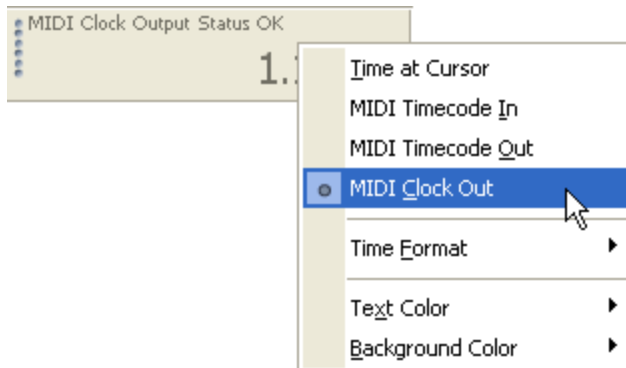 MIDI Clock Output Status OK
Time at Cursor
MIDI Timecode In
MIDI Timecode Out
MIDI Clock Out
Time Format
Text Color
Background Color